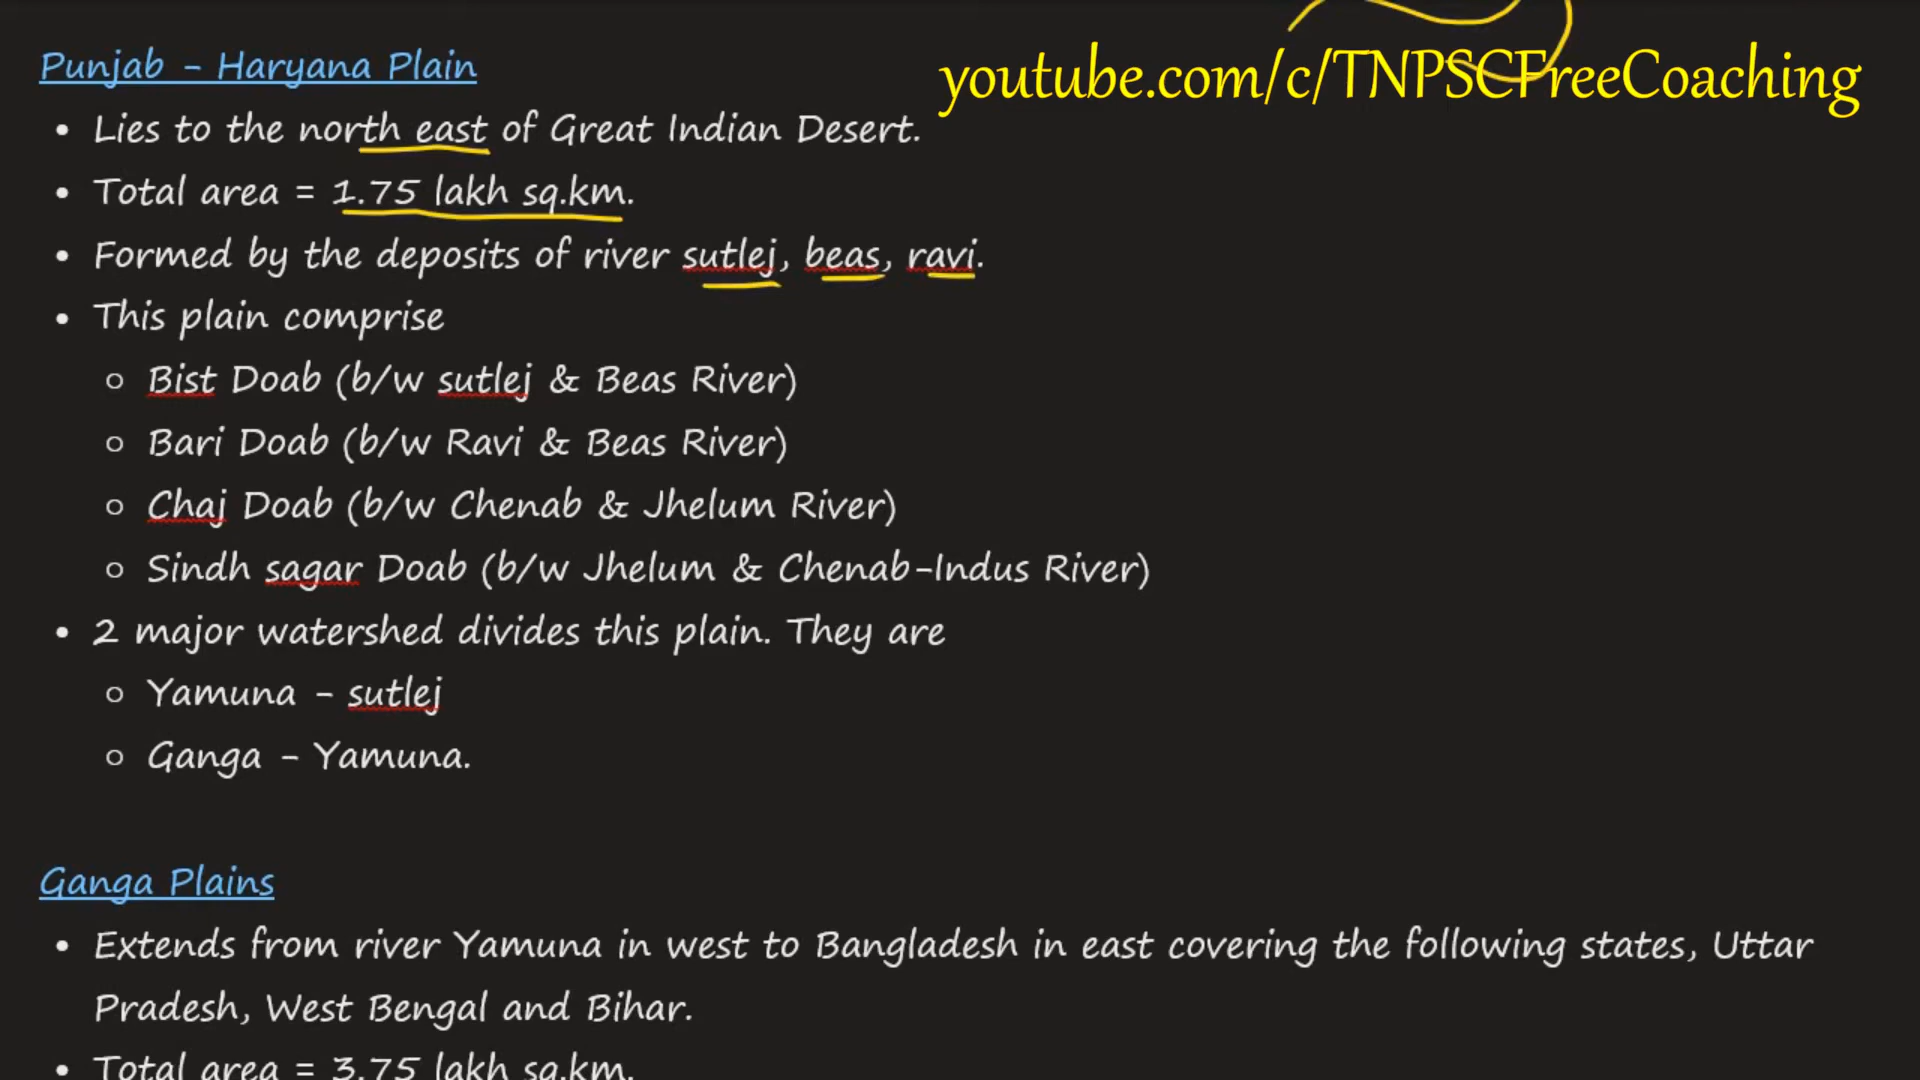 Punjab - Haryana Plain
youtube.com/c/TNPSCFreeCoaching
• Lies to the north east of Great Indian Desert.
• Total area = 1.75 lakh sq.km.
• Formed by the deposits of river sutlej, beas, ravi.
• This plain comprise
o Bist Doab (b/w sutlej & Beas River)
o Bari Doab (b/w Ravi & Beas River)
o Chaj Doab (b/w Chenab & Jhelum River)
o Sindh sagar Doab (b/w Jhelum & Chenab-Indus River)
• 2 major watershed divides this plain. They are
o Yamuna - sutlej
o Ganga - Yamuna.
Ganga Plains
• Extends from river Yamuna in west to Bangladesh in east covering the following states, Uttar
Pradesh, West Bengal and Bihar.
• Total area = 3.75 lakh sq.km.